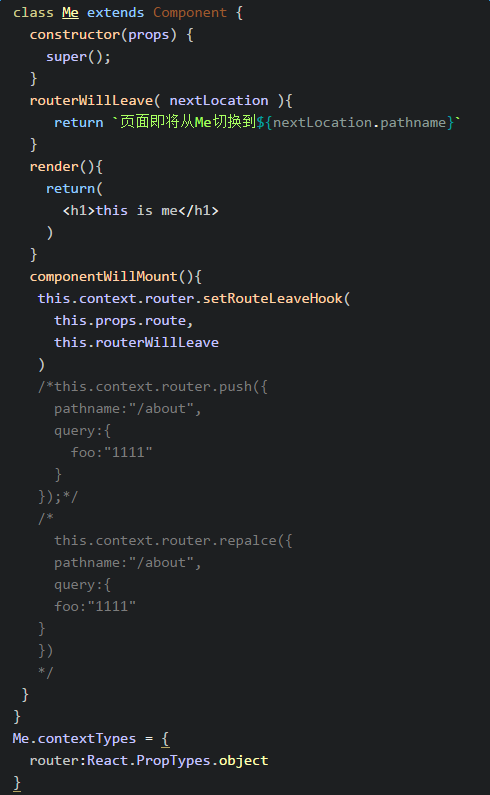 class Me extends Component {
  constructor(props) {
    super();
  }
  routerWillLeave( nextLocation ){
     return `页面即将从Me切换到${nextLocation.pathname}`
  }
  render(){
    return(
      <h1>this is me</h1>
    )
  }
  componentWillMount(){
   this.context.router.setRouteLeaveHook(
     this.props.route,
     this.routerWillLeave
   )
   /*this.context.router.push({
     pathname:"/about",
     query:{
       foo:"1111"
     }
   });*/
   /*
     this.context.router.repalce({
     pathname:"/about",
     query:{
     foo:"1111"
   }
   })
   */
 }
}
Me.contextTypes = {
  router:React.PropTypes.object
}